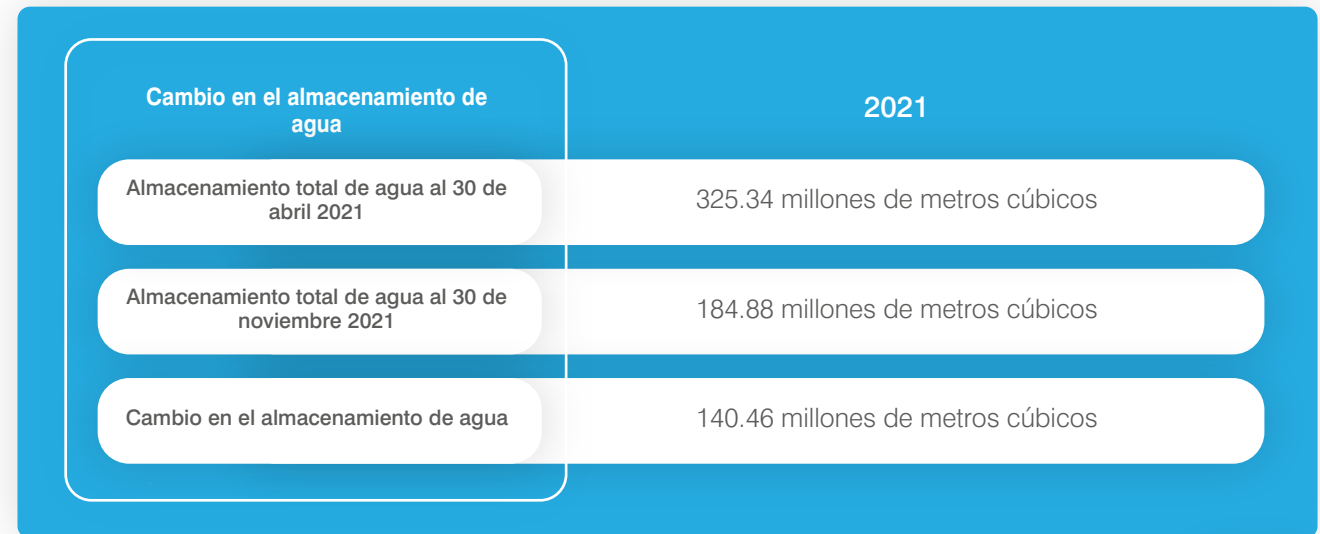 Cambio en el almacenamiento de
agua
2021
Almacenamiento total de agua al 30 de
abril 2021
325.34 millones de metros cúbicos
Almacenamiento total de agua al 30 de
noviembre 2021
184.88 millones de metros cúbicos
Cambio en el almacenamiento de agua
140.46 millones de metros cúbicos